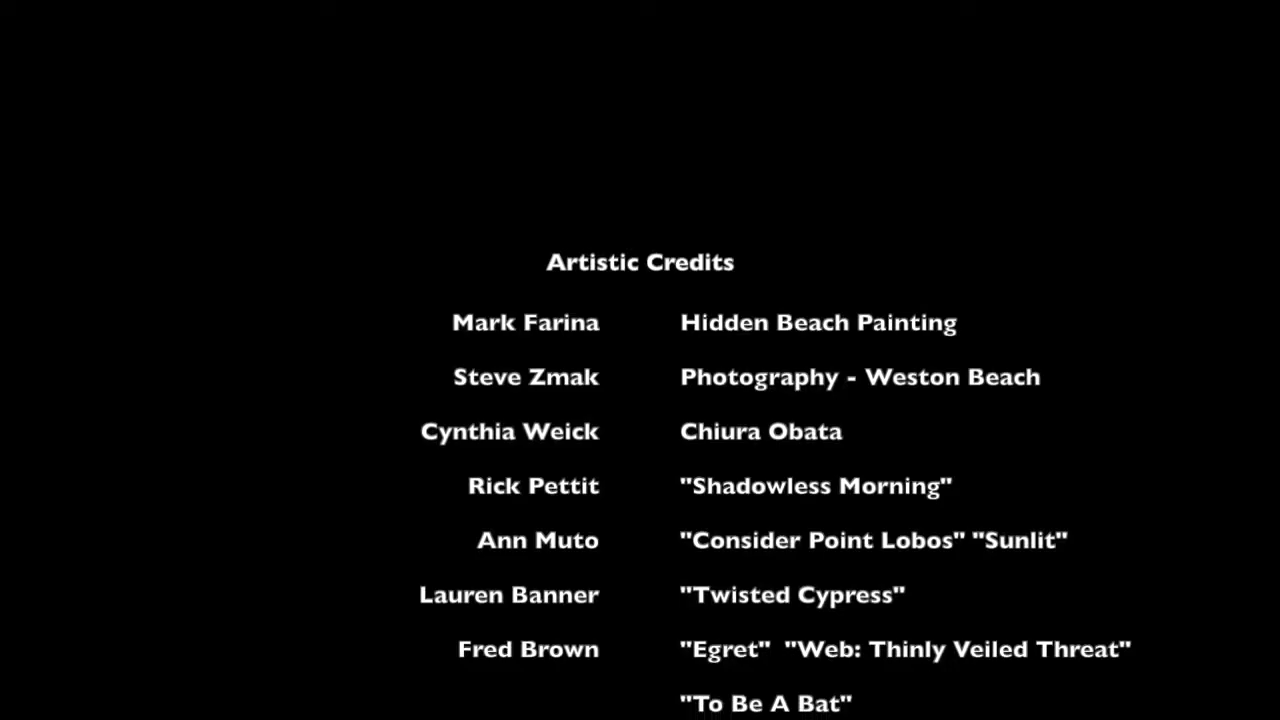 Artistic Credits
Mark Farina Hidden Beach Painting
Steve Zmak Photography - Weston Beach
Cynthia Weick Chiura Obata
Rick Pettit "Shadowless Morning"
Ann Muto "Consider Point Lobos" "Sunlit"
Lauren Banner "Twisted Cypress"
Fred Brown "Egret" "Web: Thinly Veiled Threat"
"To Be A Bat"